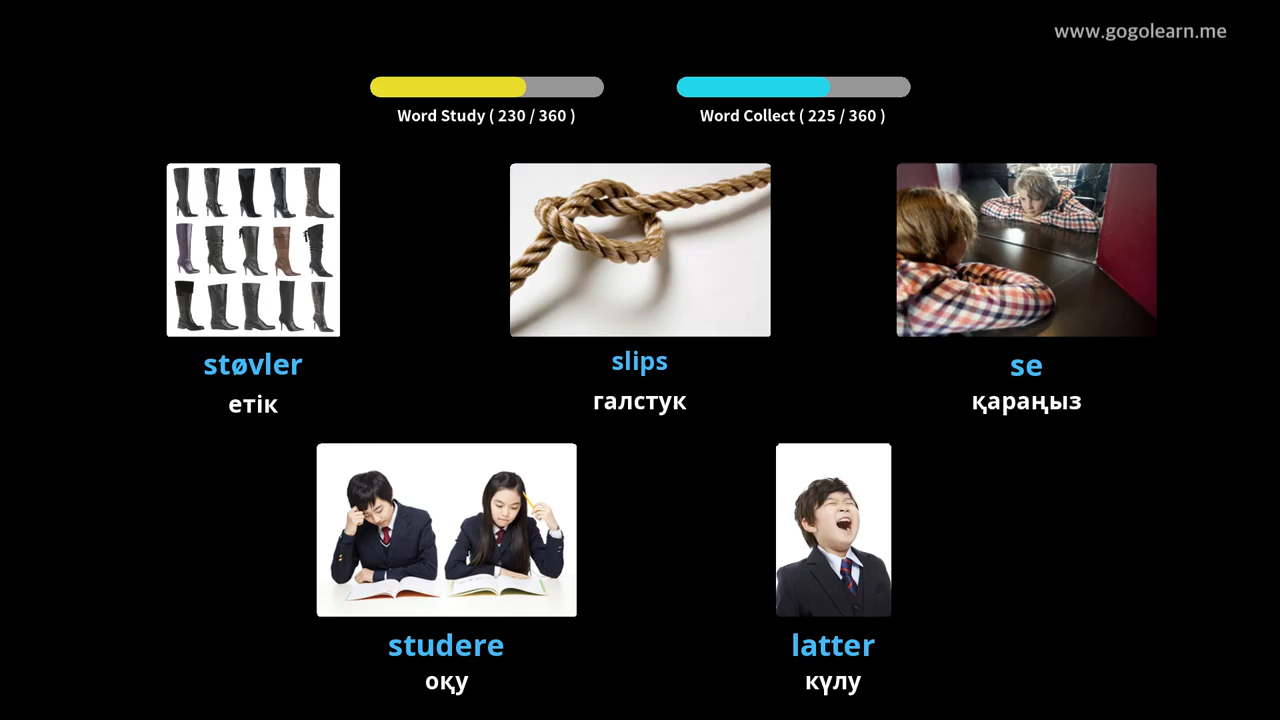 www.gogolearn.me
Word Study ( 230 / 360 )
Word Collect ( 225 / 360 )
støvler
етік
slips
галстук
se
қараңыз
studere
оқу
latter
күлу